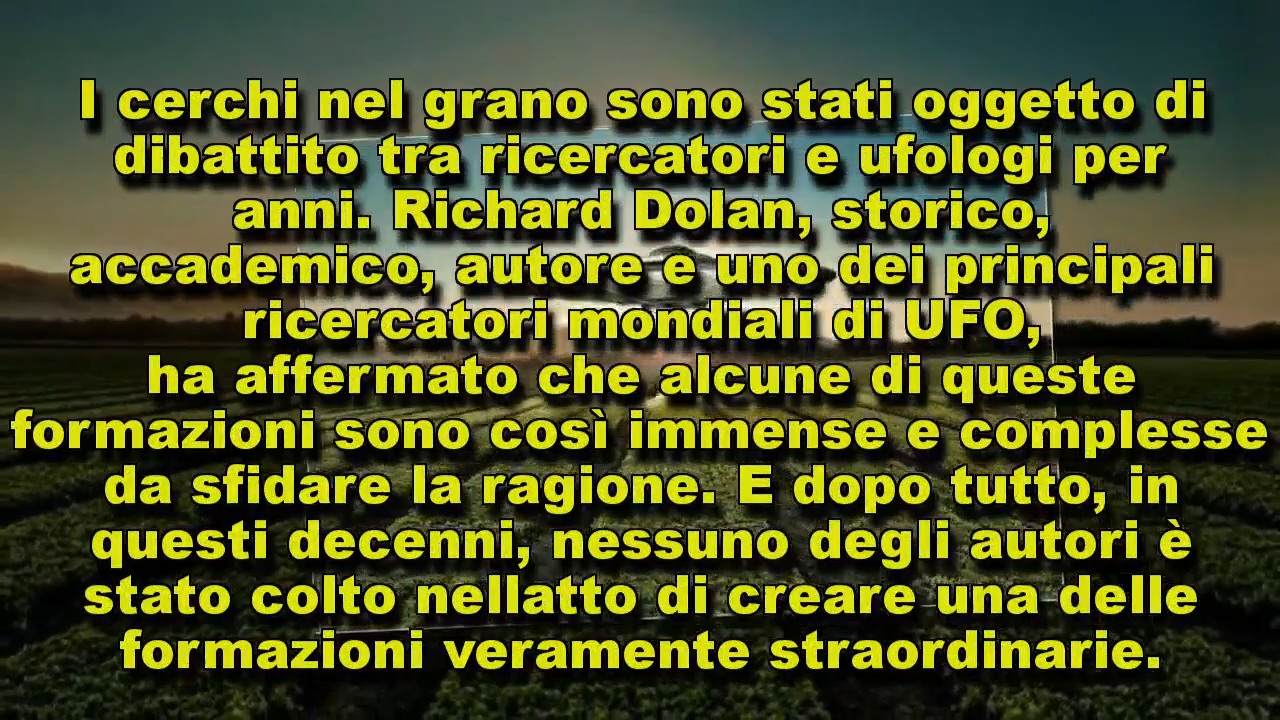 I cerchi nel grano sono stati oggetto di
dibattito tra ricercatori e ufologi per
anni. Richard Dolan, storico,
accademico, autore e uno dei principali
ricercatori mondiali di UFO,
ha affermato che alcune di queste
formazioni sono così immense e complesse
da sfidare la ragione. E dopo tutto, in
questi decenni, nessuno degli autori è
stato colto nellatto di creare una delle
formazioni veramente straordinarie.